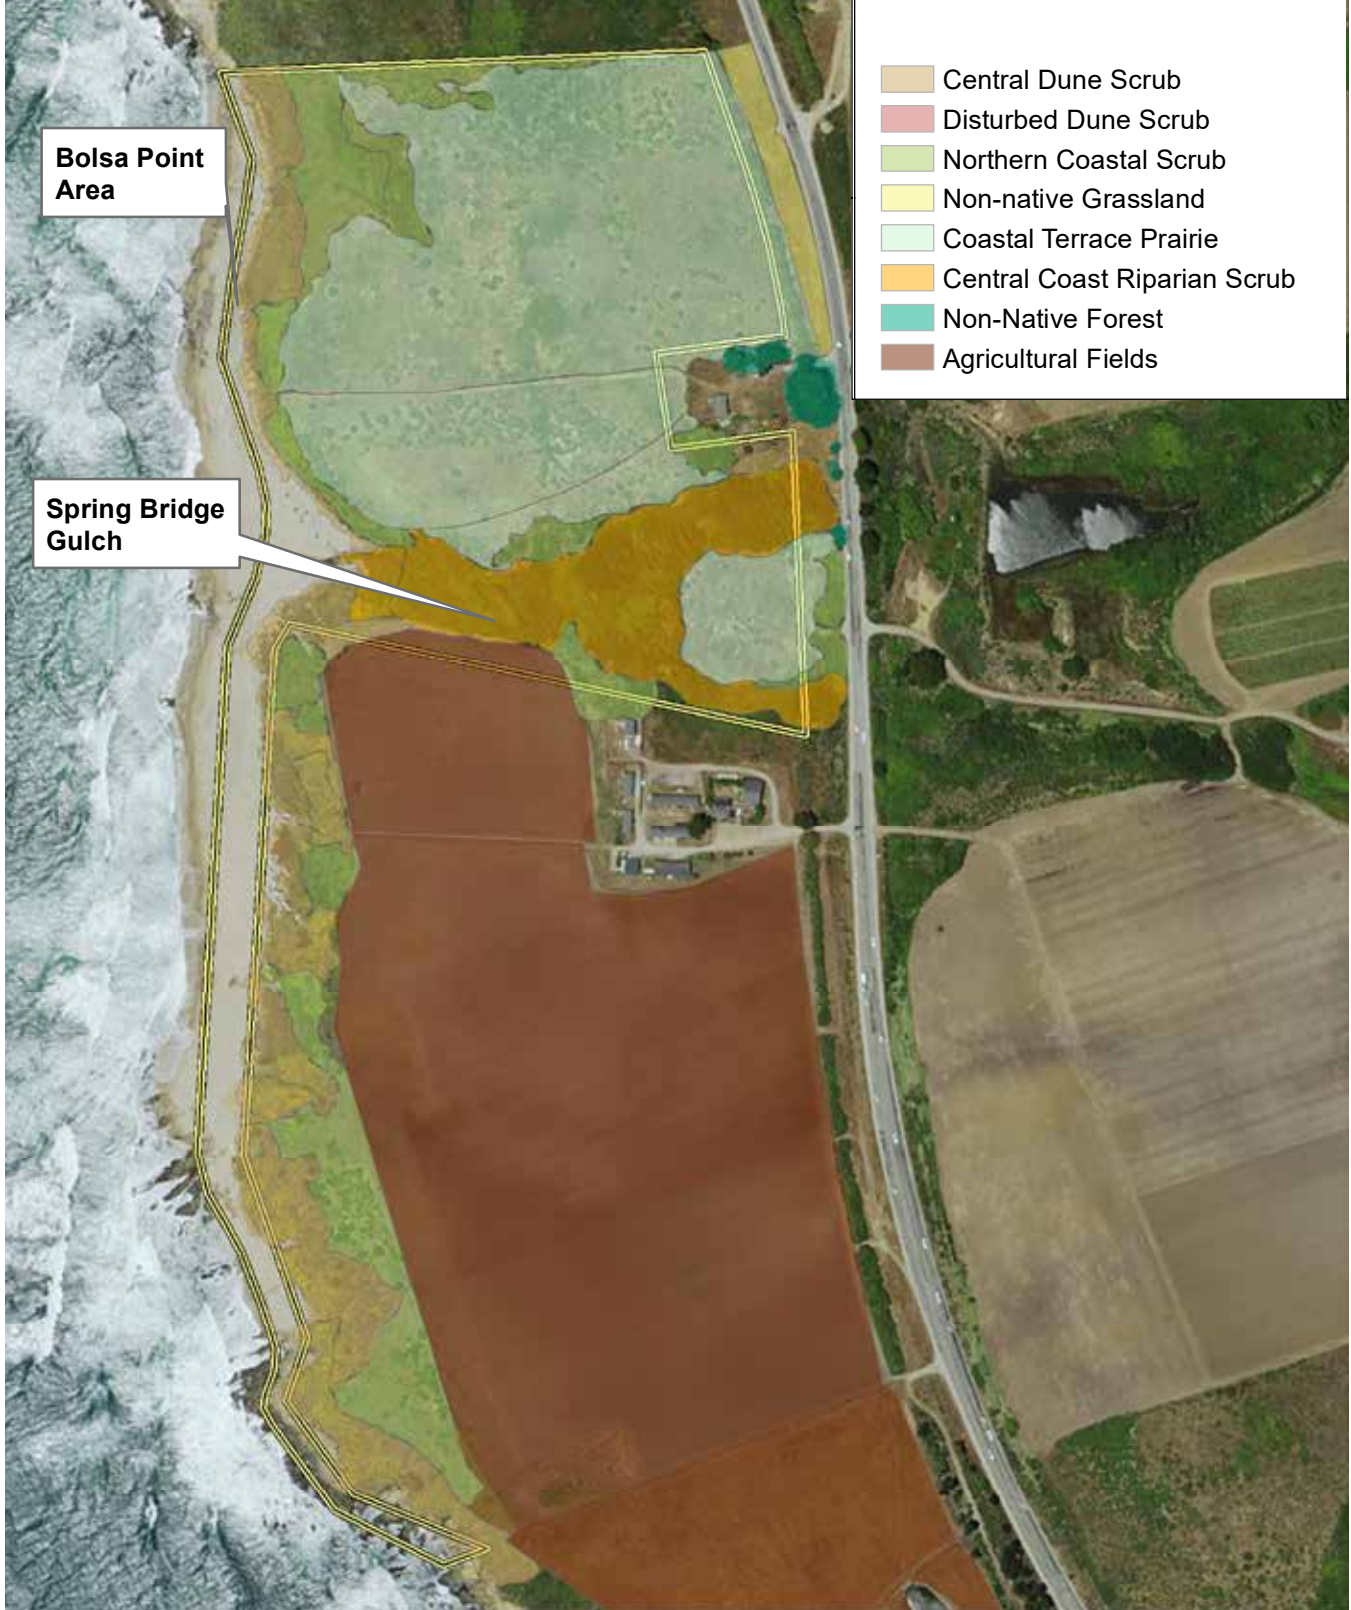 Central Dune Scrub
Disturbed Dune Scrub
Northern Coastal Scrub
Non-native Grassland
Coastal Terrace Prairie
Central Coast Riparian Scrub
Non-Native Forest
Agricultural Fields
Bolsa Point
Area
Spring Bridge
Gulch